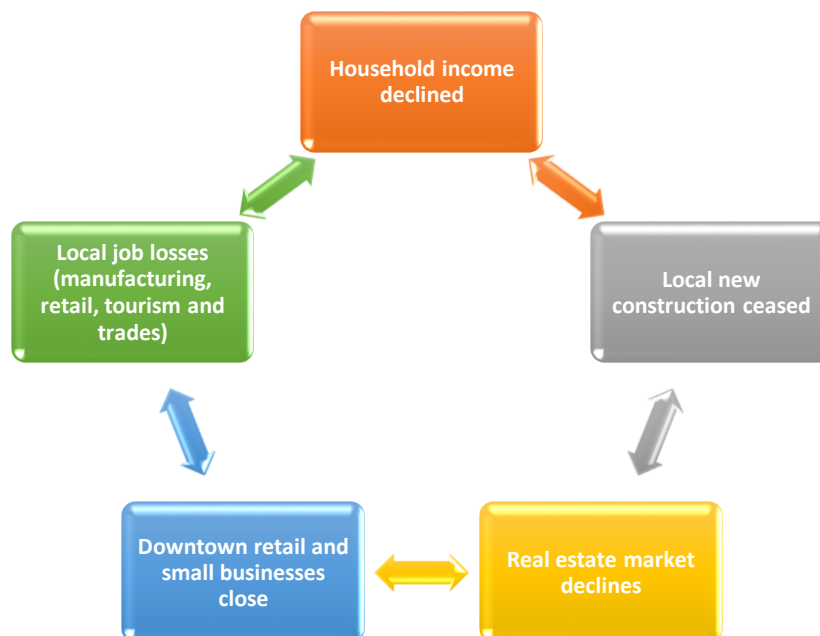 Household income
declined
Local job losses
(manufacturing,
retail, tourism and
trades)
Local new
construction ceased
Downtown retail and
small businesses
close
Real estate market
declines